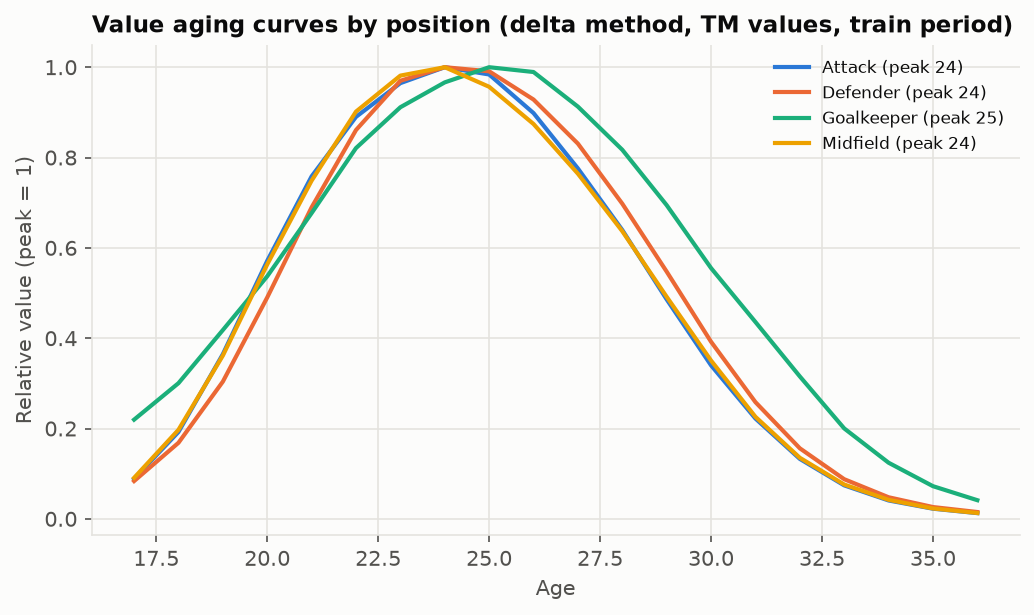 Value aging curves by position (delta method, TM values, train period)
Attack (peak 24)
Defender (peak 24)
Goalkeeper (peak 25)
Midfield (peak 24)
Relative value (peak = 1)
1.0
0.8
0.6
0.4
0.2
0.0
17.5 20.0 22.5 25.0 27.5 30.0 32.5 35.0
Age